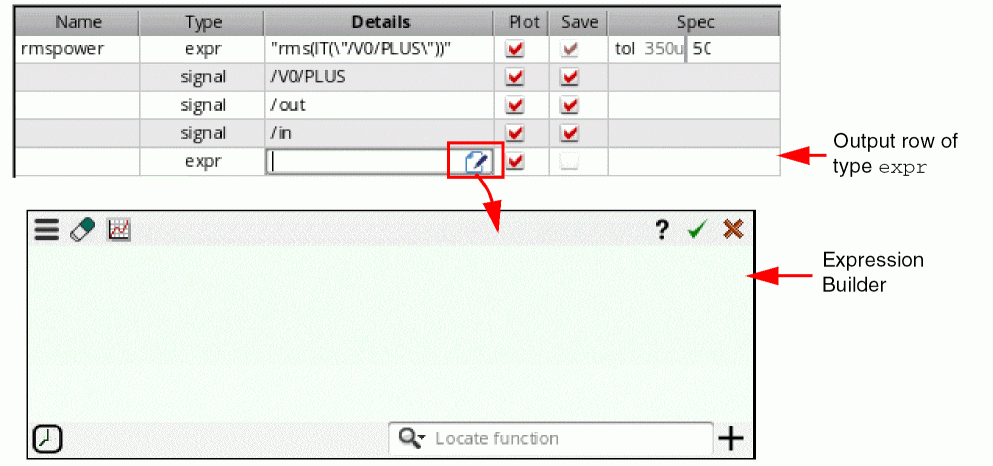 Name Type Details Plot Save Spec
rmspower expr "rms(IT(\"/V0/PLUS\"))" tol 350u 50
signal /V0/PLUS
signal /out
signal /in
expr
Output row of
type expr
?
Expression
Builder
Locate function